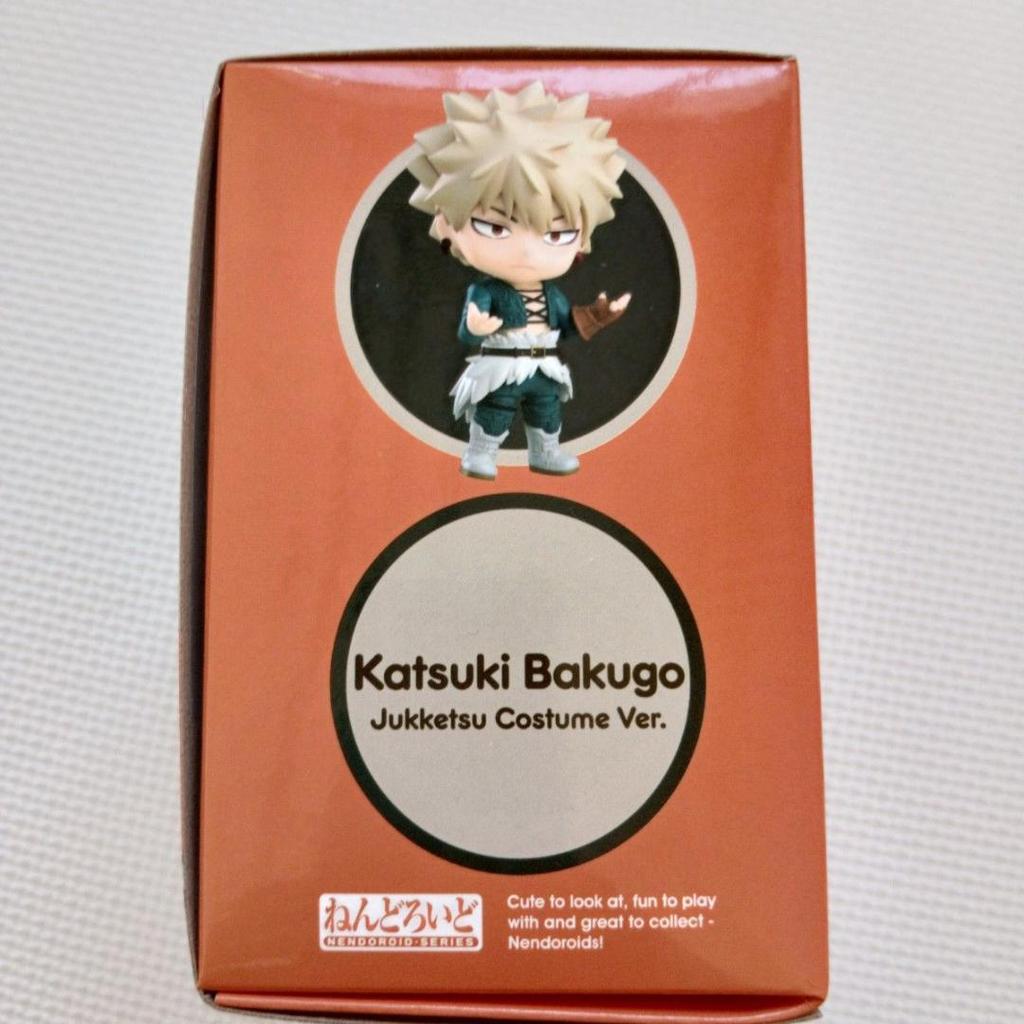 Katsuki Bakugo
Jukketsu Costume Ver.
ねんどろいど
NENDOROID·SERIES
Cute to look at, fun to play
with and great to collect -
Nendoroids!